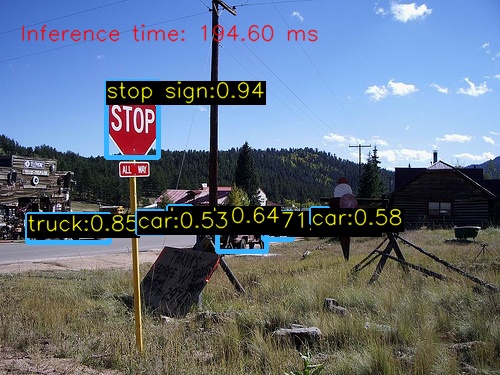 Inference time: 194.60 ms
stop sign:0.94
STOP
ALL WAY
truck:0.85
car:0.53
0.64
71
car:0.58